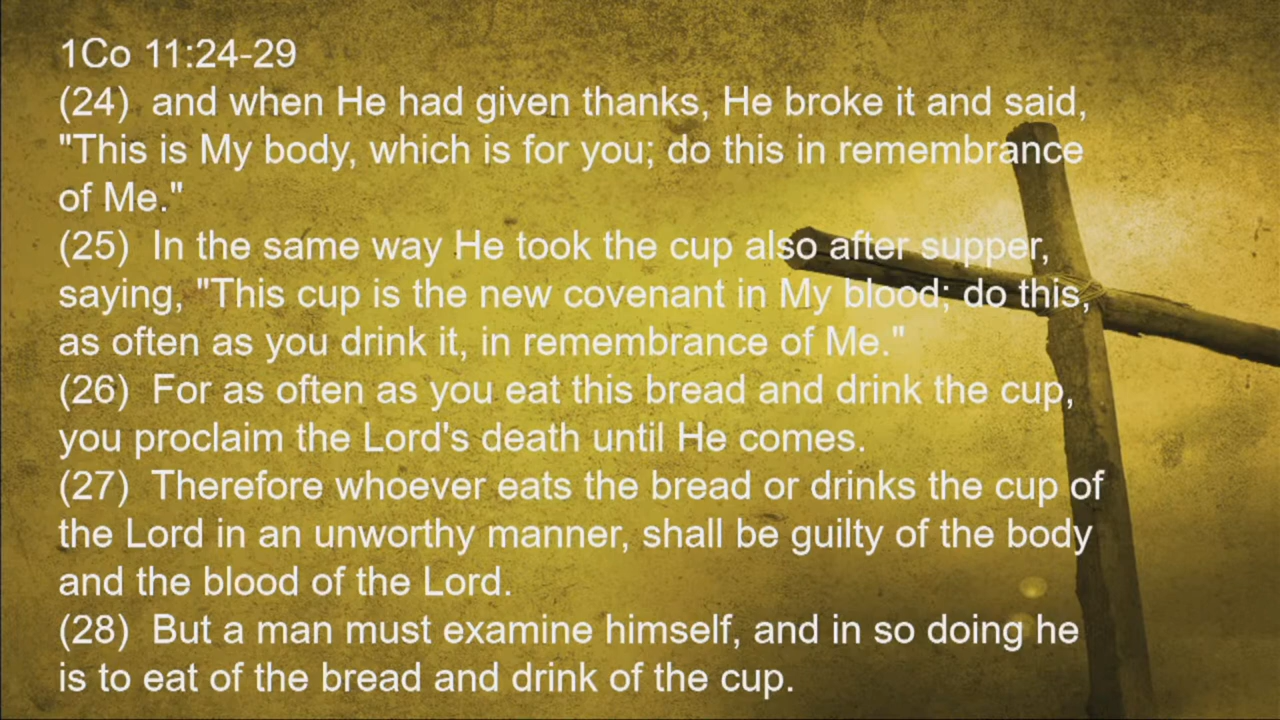 1Co 11:24-29
(24)  and when He had given thanks, He broke it and said,
"This is My body, which is for you; do this in remembrance
of Me."
(25)  In the same way He took the cup also after supper,
saying, "This cup is the new covenant in My blood; do this,
as often as you drink it, in remembrance of Me."
(26)  For as often as you eat this bread and drink the cup,
you proclaim the Lord's death until He comes.
(27)  Therefore whoever eats the bread or drinks the cup of
the Lord in an unworthy manner, shall be guilty of the body
and the blood of the Lord.
(28)  But a man must examine himself, and in so doing he
is to eat of the bread and drink of the cup.